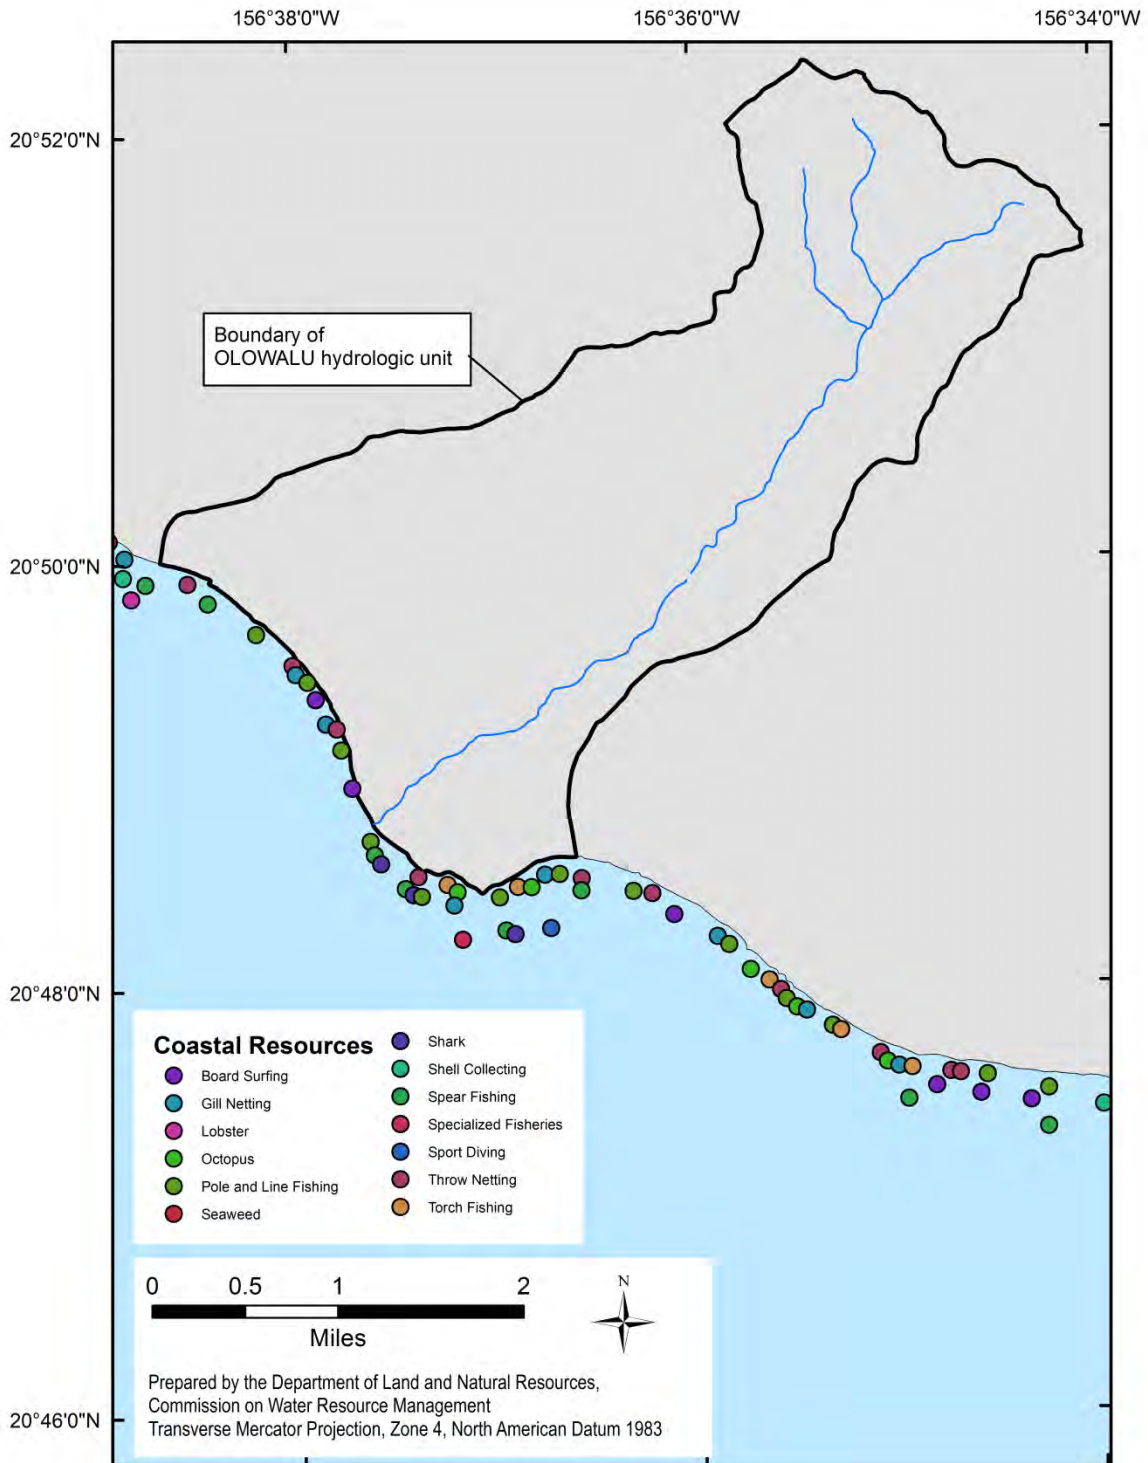 156°38'0"W
156°36'0"W
156°34'0"W
20°52'0"N
Boundary of
OLOWALU hydrologic unit
20°50'0"N
20°48'0"N
Coastal Resources
Board Surfing
Gill Netting
Lobster
Octopus
Pole and Line Fishing
Seaweed
Shark
Shell Collecting
Spear Fishing
Specialized Fisheries
Sport Diving
Throw Netting
Torch Fishing
0 0.5 1 2
Miles
N
Prepared by the Department of Land and Natural Resources,
Commission on Water Resource Management
Transverse Mercator Projection, Zone 4, North American Datum 1983
20°46'0"N